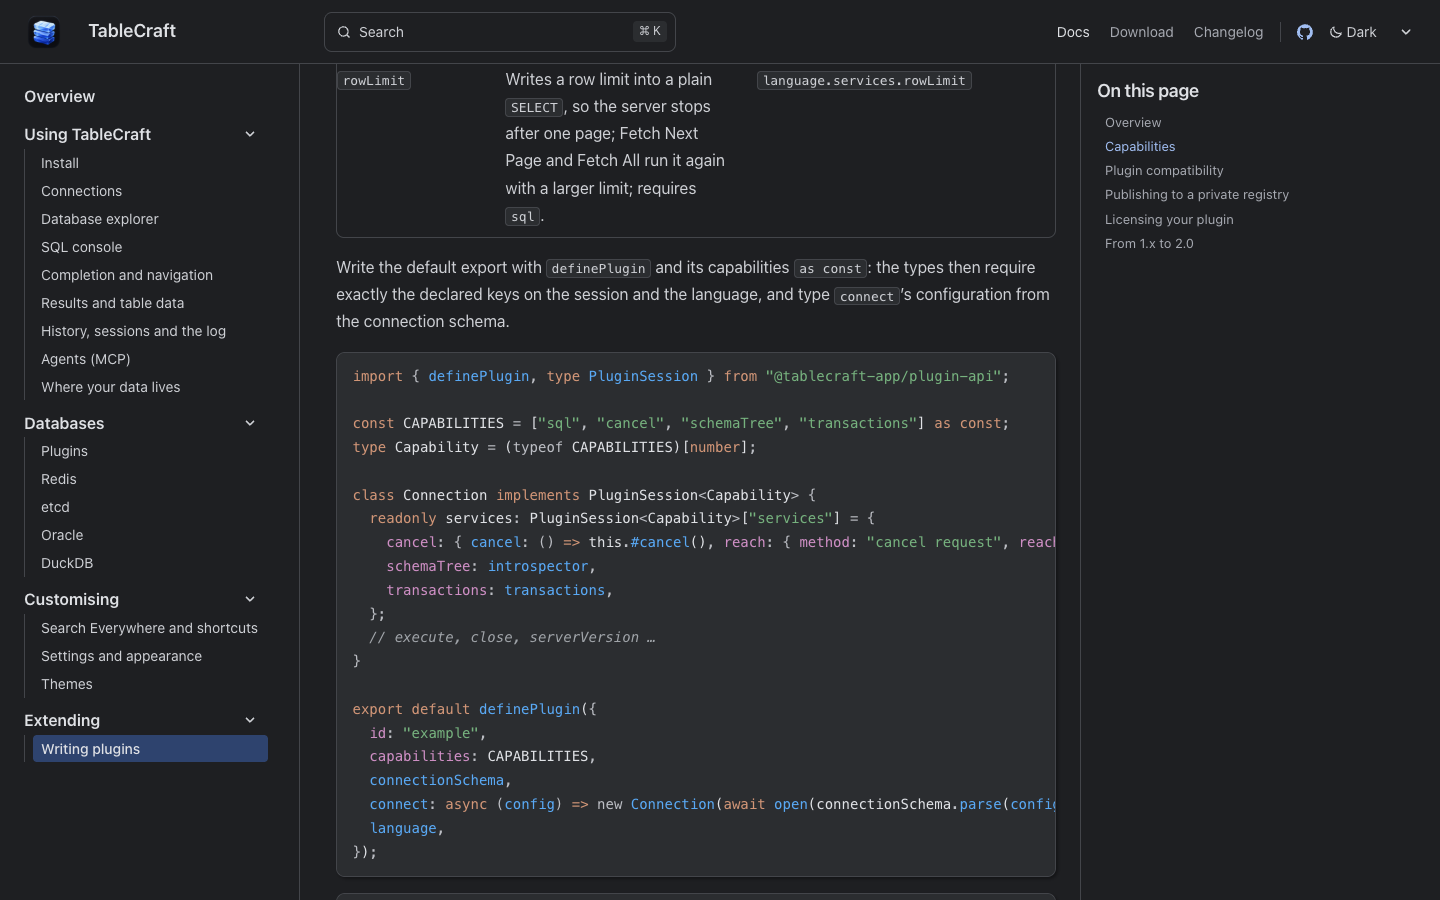 TableCraft
Search
⌘ K
Docs
Download
Changelog
Dark
Overview
Using TableCraft
Install
Connections
Database explorer
SQL console
Completion and navigation
Results and table data
History, sessions and the log
Agents (MCP)
Where your data lives
Databases
Plugins
Redis
etcd
Oracle
DuckDB
Customising
Search Everywhere and shortcuts
Settings and appearance
Themes
Extending
Writing plugins
rowLimit
Writes a row limit into a plain
SELECT, so the server stops
after one page; Fetch Next
Page and Fetch All run it again
with a larger limit; requires
sql.
language.services.rowLimit
Write the default export with definePlugin and its capabilities as const: the types then require
exactly the declared keys on the session and the language, and type connect’s configuration from
the connection schema.
import { definePlugin, type PluginSession } from "@tablecraft-app/plugin-api";
const CAPABILITIES = ["sql", "cancel", "schemaTree", "transactions"] as const;
type Capability = (typeof CAPABILITIES)[number];
class Connection implements PluginSession<Capability> {
readonly services: PluginSession<Capability>["services"] = {
cancel: { cancel: () => this.#cancel(), reach: { method: "cancel request", reach
schemaTree: introspector,
transactions: transactions,
};
// execute, close, serverVersion …
}
export default definePlugin({
id: "example",
capabilities: CAPABILITIES,
connectionSchema,
connect: async (config) => new Connection(await open(connectionSchema.parse(config
language,
});
On this page
Overview
Capabilities
Plugin compatibility
Publishing to a private registry
Licensing your plugin
From 1.x to 2.0